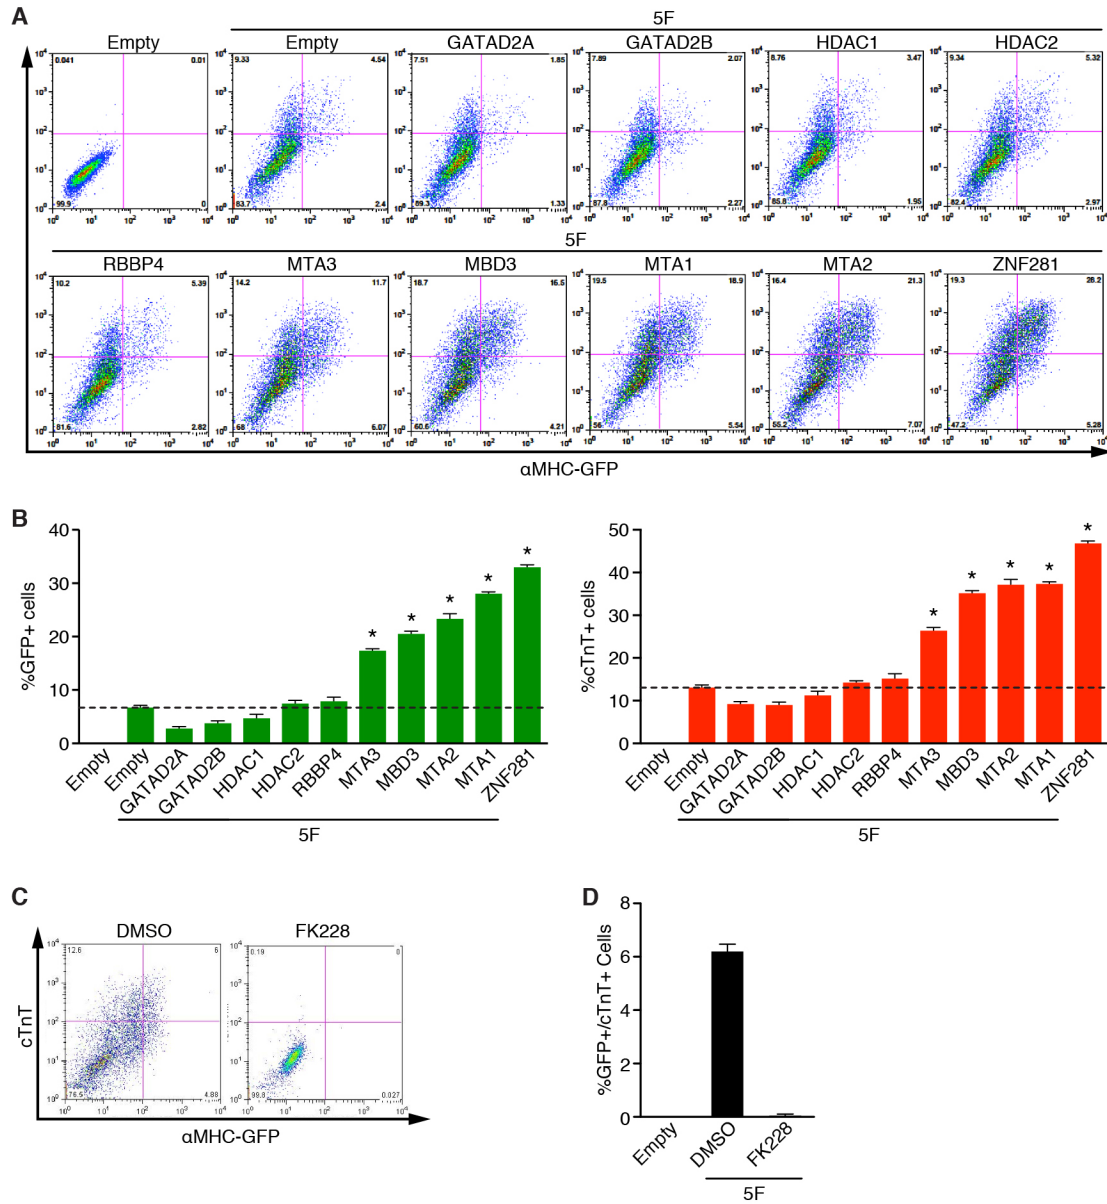 A
5F
Empty Empty GATAD2A GATAD2B HDAC1 HDAC2
0.041 0.01 9.33 4.54 7.51 1.85 7.89 2.07 8.76 3.47 9.34 5.32
99.9 0 83.7 2.4 89.3 1.33 87.8 2.27 85.8 1.95 82.4 2.97
5F
RBBP4 MTA3 MBD3 MTA1 MTA2 ZNF281
10.2 5.39 14.2 11.7 18.7 16.5 19.5 18.9 16.4 21.3 19.3 28.2
81.6 2.82 68 6.07 60.6 4.21 56 5.54 55.2 7.07 47.2 5.28
αMHC-GFP
B
%GFP+ cells
40
30
20
10
0
* * * * *
Empty Empty GATAD2A GATAD2B HDAC1 HDAC2 RBBP4 MTA3 MBD3 MTA2 MTA1 ZNF281
5F
%cTnT+ cells
50
40
30
20
10
0
* * * * *
Empty Empty GATAD2A GATAD2B HDAC1 HDAC2 RBBP4 MTA3 MBD3 MTA2 MTA1 ZNF281
5F
C
DMSO FK228
cTnT
12.6 6 0.19 0
76.5 4.88 99.8 0.027
αMHC-GFP
D
%GFP+/cTnT+ Cells
8
6
4
2
0
Empty DMSO FK228
5F